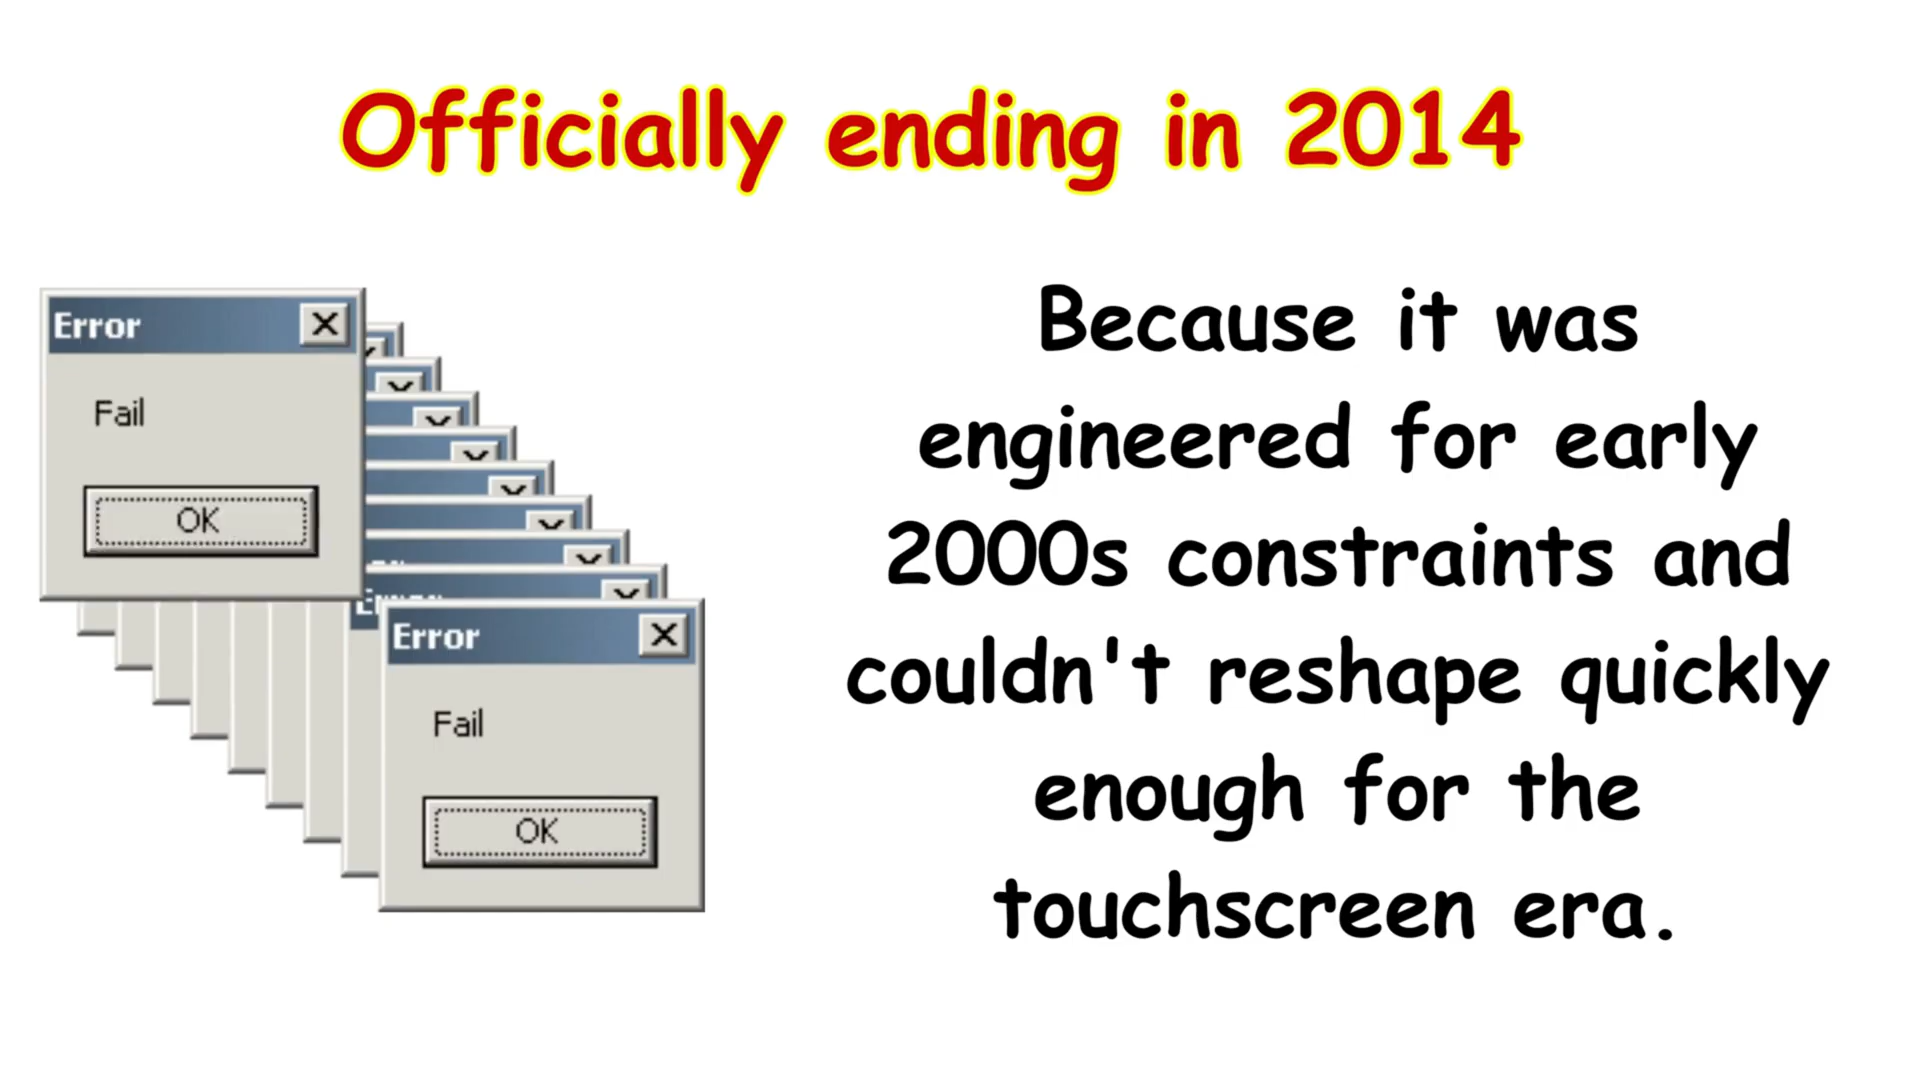 Officially ending in 2014
Error
Fail
OK
Error
Fail
OK
Because it was
engineered for early
2000s constraints and
couldn't reshape quickly
enough for the
touchscreen era.